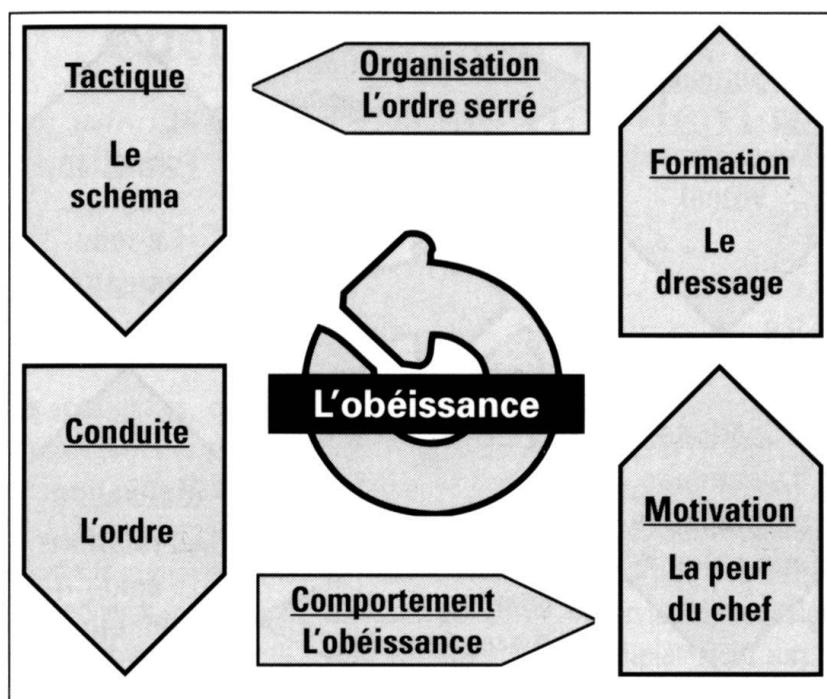 Tactique
Le
schéma
Organisation
L'ordre serré
Formation
Le
dressage
L'obéissance
Conduite
L'ordre
Comportement
L'obéissance
Motivation
La peur
du chef